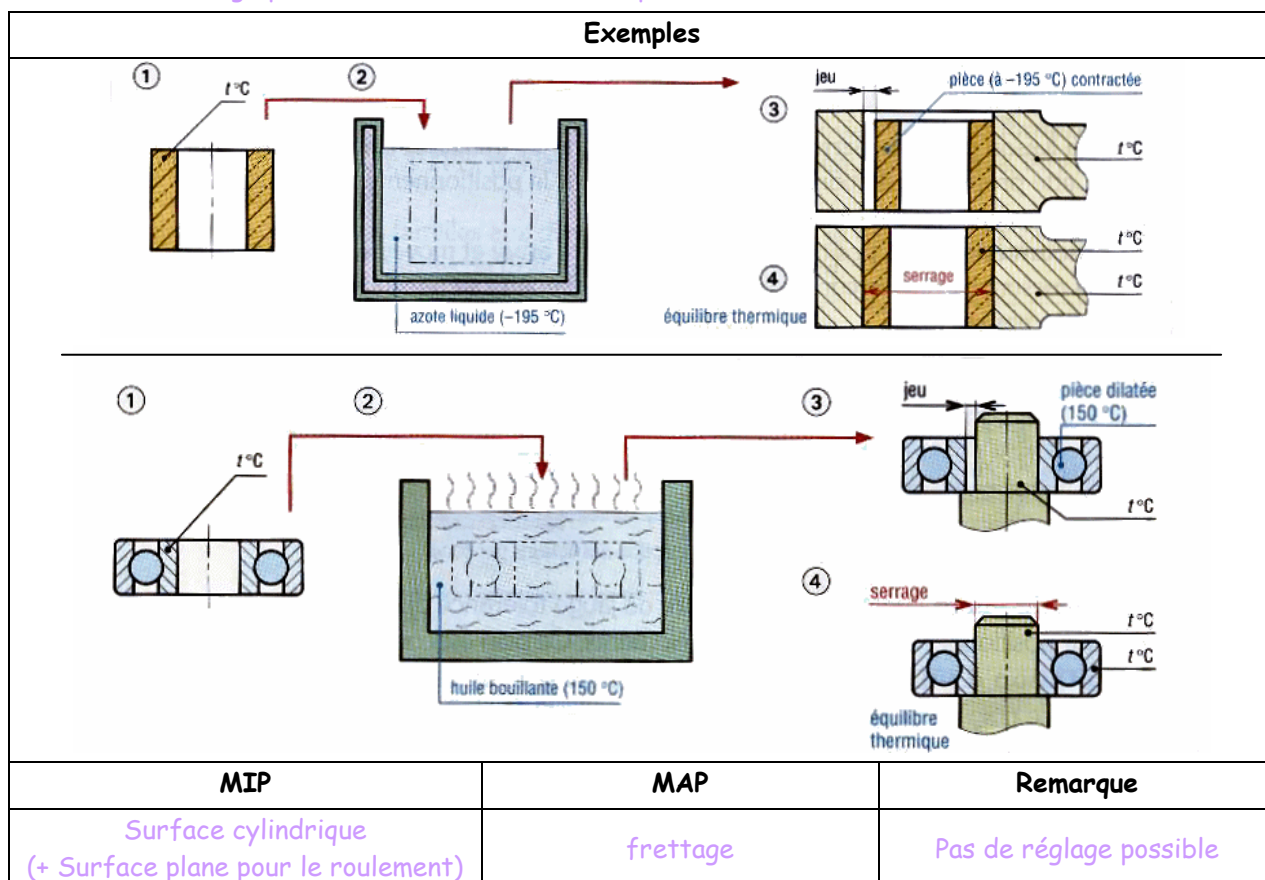 Exemples
1
t °C
2
azote liquide (–195 °C)
jeu
pièce (à –195 °C) contractée
3
t °C
4
serrage
t °C
t °C
équilibre thermique
1
t °C
2
huile bouillante (150 °C)
3
jeu
pièce dilatée
(150 °C)
t °C
4
serrage
t °C
t °C
équilibre
thermique
MIP
MAP
Remarque
Surface cylindrique
(+ Surface plane pour le roulement)
frettage
Pas de réglage possible